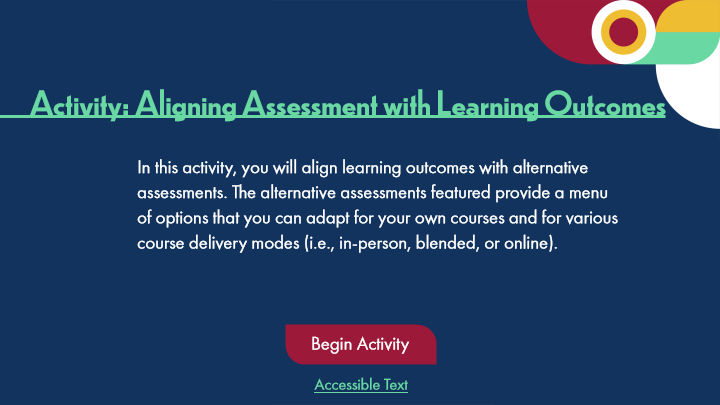 Activity: Aligning Assessment with Learning Outcomes
In this activity, you will align learning outcomes with alternative
assessments. The alternative assessments featured provide a menu
of options that you can adapt for your own courses and for various
course delivery modes (i.e., in-person, blended, or online).
Begin Activity
Accessible Text